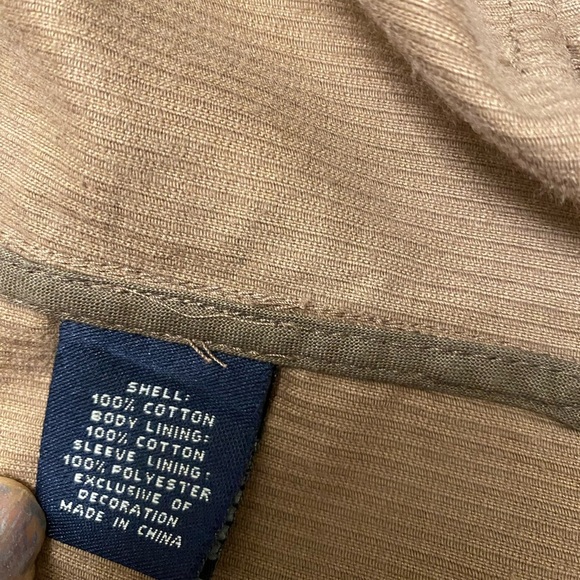 SHELL:
100% COTTON
BODY LINING:
100% COTTON
SLEEVE LINING:
100% POLYESTER
EXCLUSIVE OF
DECORATION
MADE IN CHINA